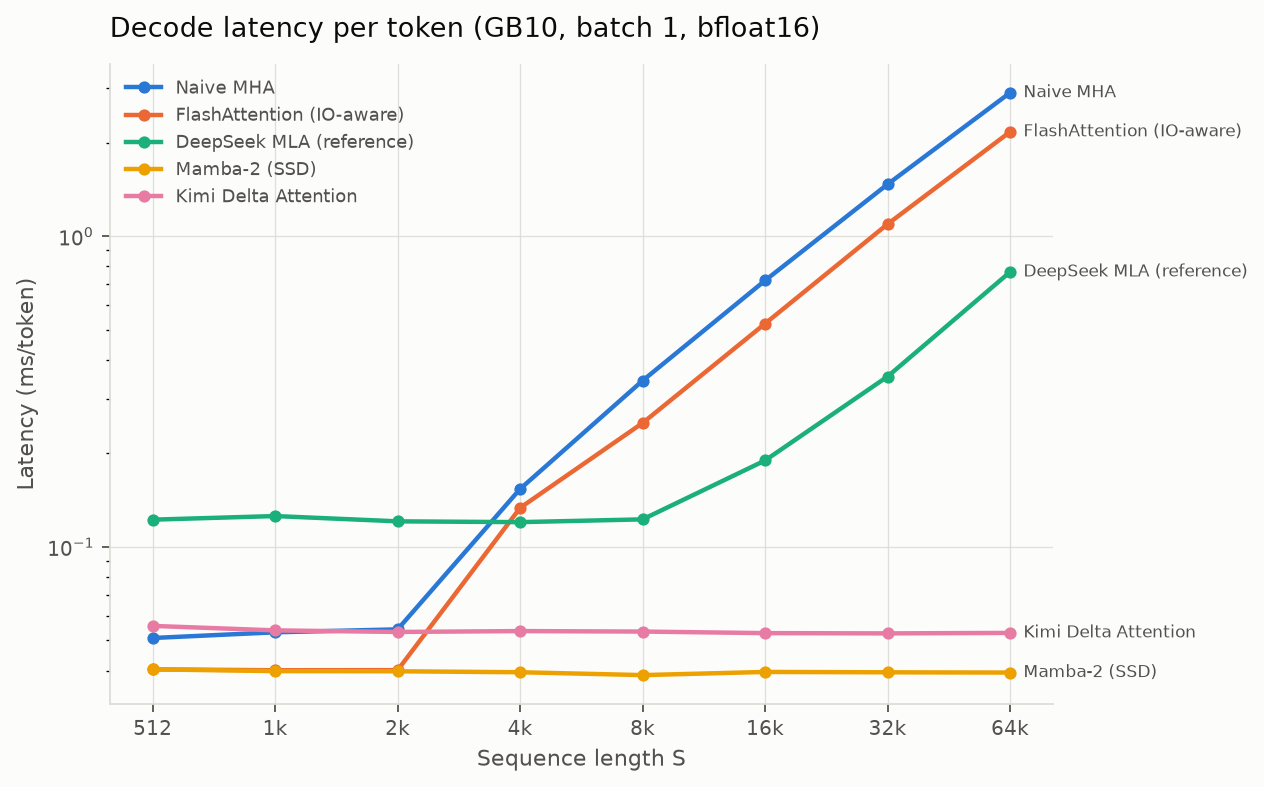 Decode latency per token (GB10, batch 1, bfloat16)
Naive MHA
FlashAttention (IO-aware)
DeepSeek MLA (reference)
Mamba-2 (SSD)
Kimi Delta Attention
Naive MHA
FlashAttention (IO-aware)
DeepSeek MLA (reference)
Kimi Delta Attention
Mamba-2 (SSD)
Latency (ms/token)
10⁰
10⁻¹
512 1k 2k 4k 8k 16k 32k 64k
Sequence length S